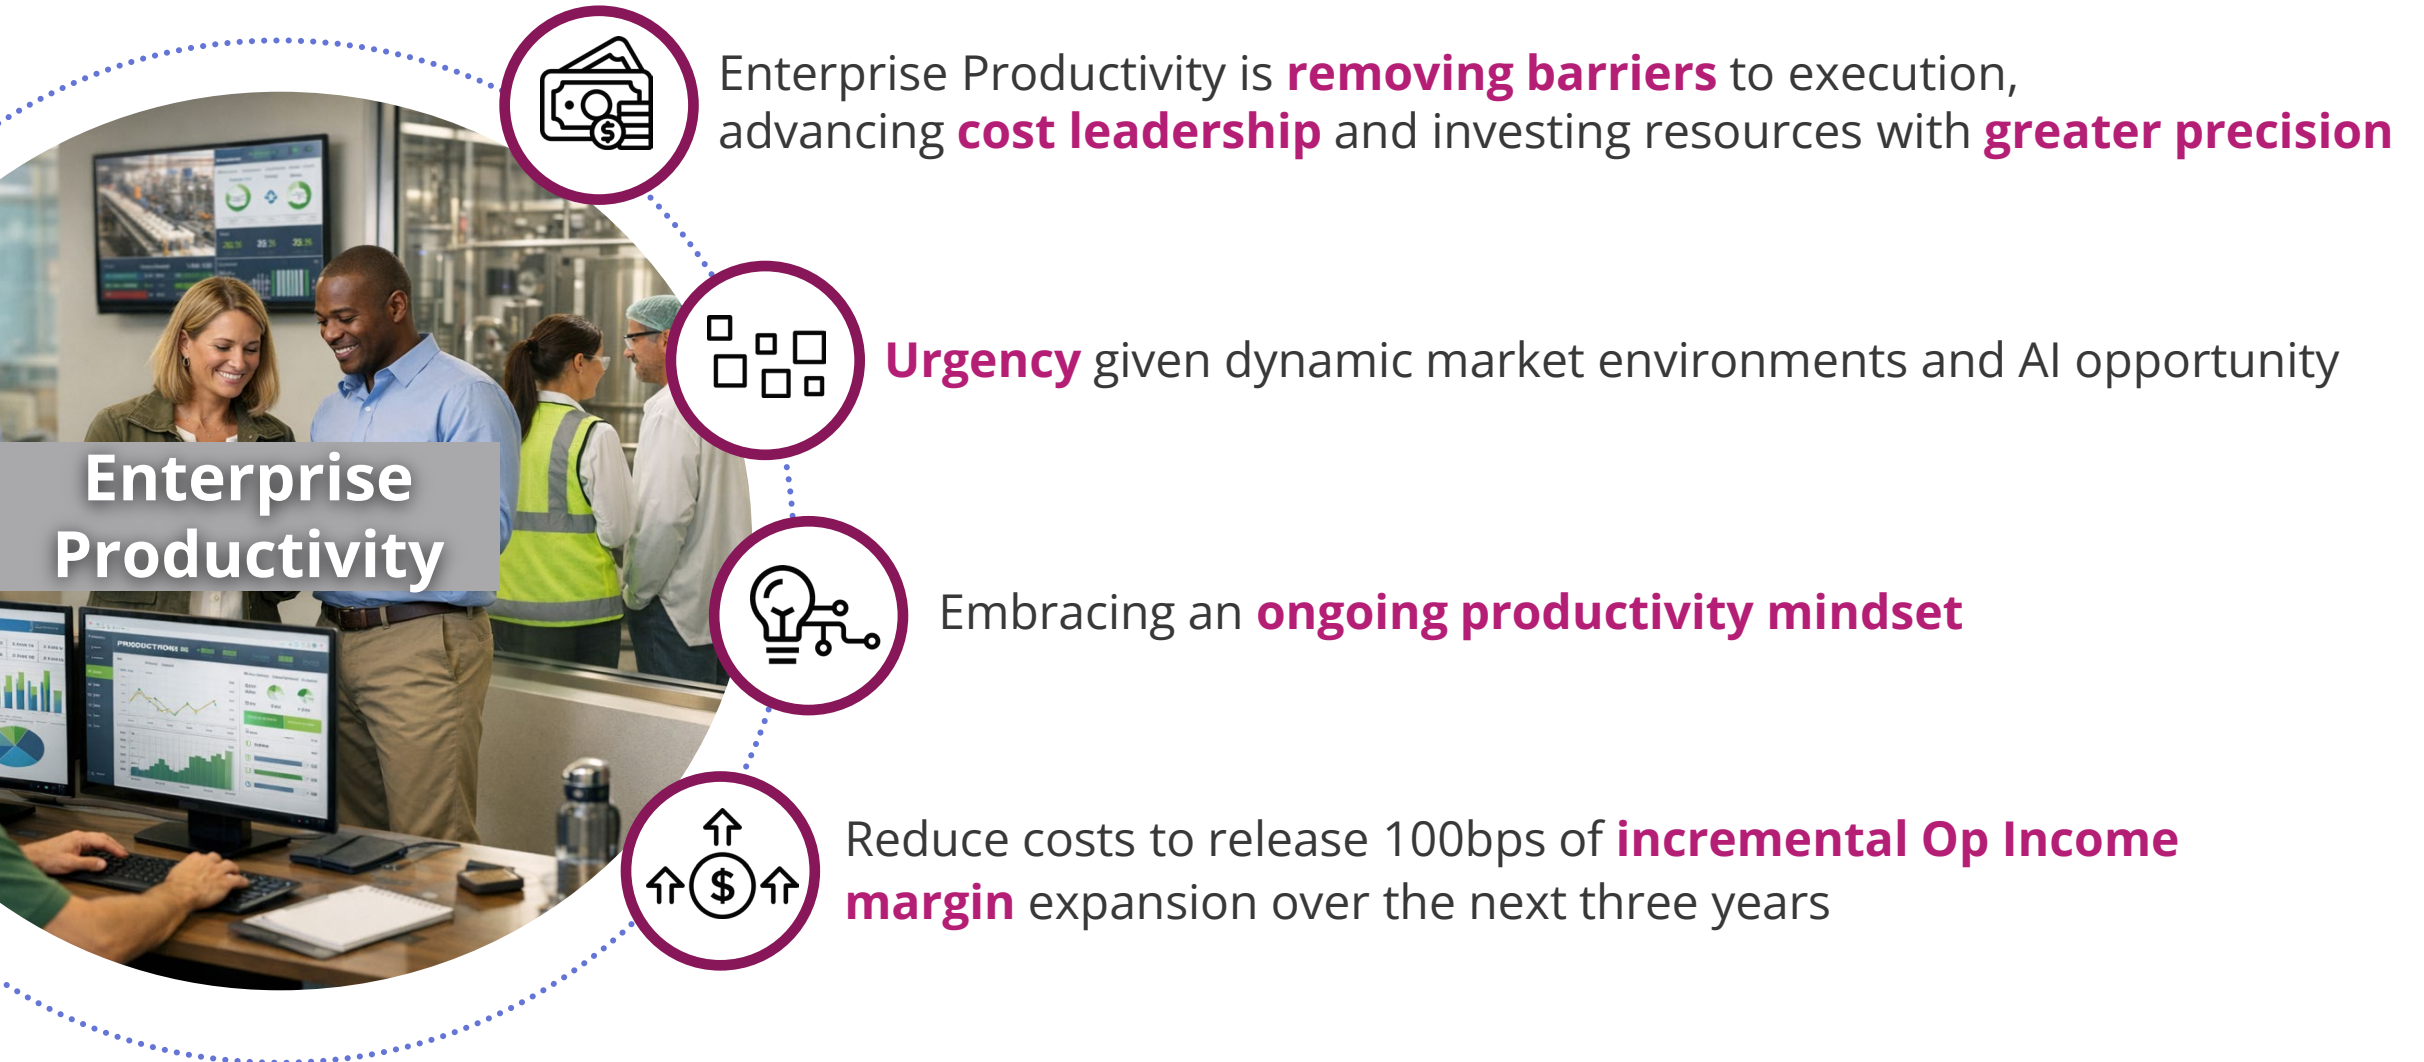 Enterprise Productivity is removing barriers to execution,
advancing cost leadership and investing resources with greater precision
Urgency given dynamic market environments and AI opportunity
Enterprise
Productivity
Embracing an ongoing productivity mindset
Reduce costs to release 100bps of incremental Op Income
margin expansion over the next three years